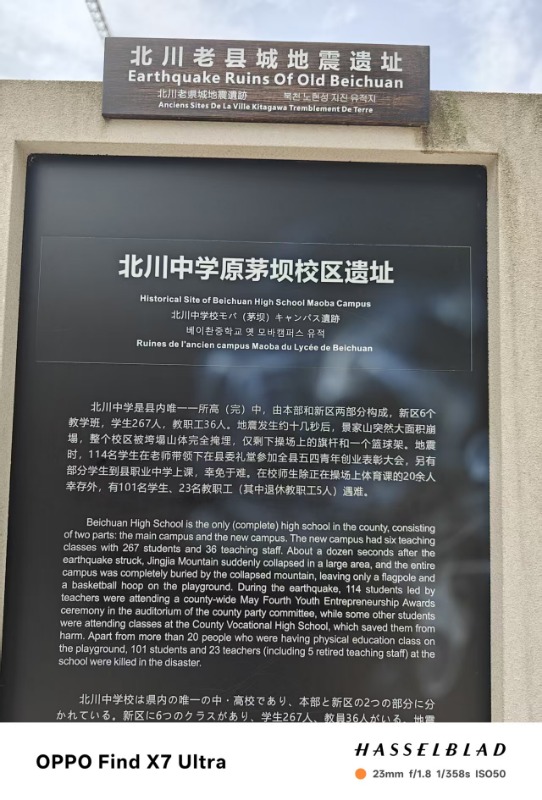 北川老县城地震遗址
Earthquake Ruins Of Old Beichuan
北川老県城地震遺跡 북천 노현성 지진 유적지
Anciens Sites De La Ville Kitagawa Tremblement De Terre
北川中学原茅坝校区遗址
Historical Site of Beichuan High School Maoba Campus
北川中学校モバ（茅坝）キャンパス遺跡
베이촨중학교 옛 모바캠퍼스 유적
Ruines de l'ancien campus Maoba du Lycée de Beichuan
北川中学是县内唯一一所高（完）中，由本部和新区两部分构成，新区6个
教学班，学生267人，教职工36人。地震发生约十几秒后，景家山突然大面积崩
塌，整个校区被垮塌山体完全掩埋，仅剩下操场上的旗杆和一个篮球架。地震
时，114名学生在老师带领下在县委礼堂参加全县五四青年创业表彰大会，另有
部分学生到县职业中学上课，幸免于难。在校师生除正在操场上体育课的20余人
幸存外，有101名学生、23名教职工（其中退休教职工5人）遇难。
Beichuan High School is the only (complete) high school in the county, consisting
of two parts: the main campus and the new campus. The new campus had six teaching
classes with 267 students and 36 teaching staff. About a dozen seconds after the
earthquake struck, Jingjia Mountain suddenly collapsed in a large area, and the entire
campus was completely buried by the collapsed mountain, leaving only a flagpole and
a basketball hoop on the playground. During the earthquake, 114 students led by
teachers were attending a county-wide May Fourth Youth Entrepreneurship Awards
ceremony in the auditorium of the county party committee, while some other students
were attending classes at the County Vocational High School, which saved them from
harm. Apart from more than 20 people who were having physical education class on
the playground, 101 students and 23 teachers (including 5 retired teaching staff) at the
school were killed in the disaster.
北川中学校は県内の唯一の中・高校であり、本部と新区の2つの部分に分
かれている。新区に6つのクラスがあり、学生267人、教員36人がいる。地震
OPPO Find X7 Ultra
HASSELBLAD
23mm f/1.8 1/358s ISO50